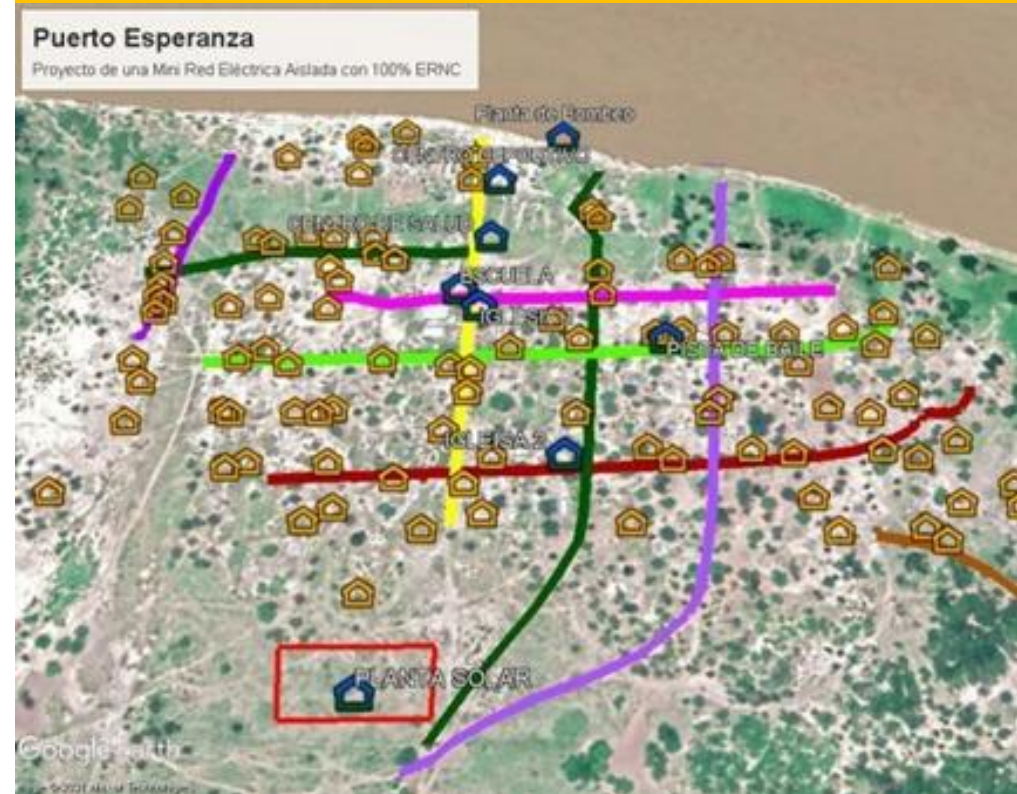 Puerto Esperanza
Proyecto de una Mini Red Eléctrica Aislada con 100% ERNC
Planta de Bombeo
CENTRO DE SALUD
ESCUELA
IGLESIA
PISTA DE BAILE
IGLEISA 2
PLANTA SOLAR
Google Earth